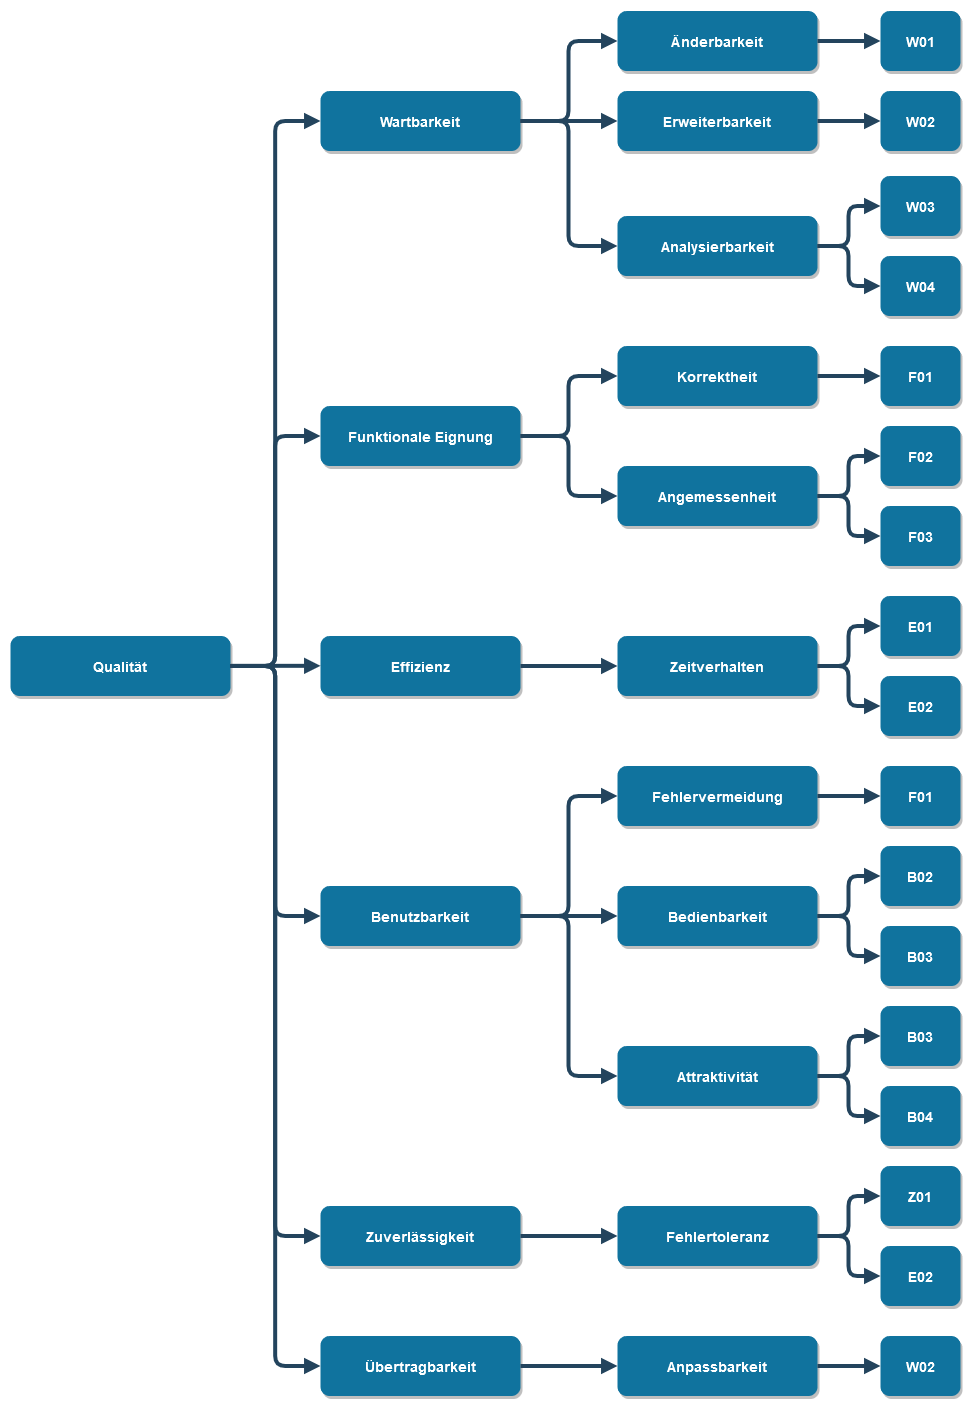 Qualität
Wartbarkeit
Änderbarkeit
W01
Erweiterbarkeit
W02
Analysierbarkeit
W03
W04
Funktionale Eignung
Korrektheit
F01
Angemessenheit
F02
F03
Effizienz
Zeitverhalten
E01
E02
Benutzbarkeit
Fehlervermeidung
F01
Bedienbarkeit
B02
B03
Attraktivität
B03
B04
Zuverlässigkeit
Fehlertoleranz
Z01
E02
Übertragbarkeit
Anpassbarkeit
W02